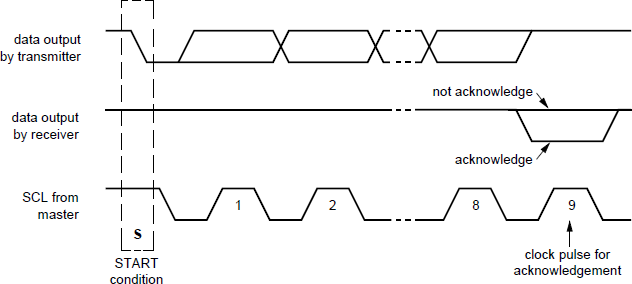 data output
by transmitter
not acknowledge
data output
by receiver
acknowledge
SCL from
master
1
2
8
9
S
START
condition
clock pulse for
acknowledgement